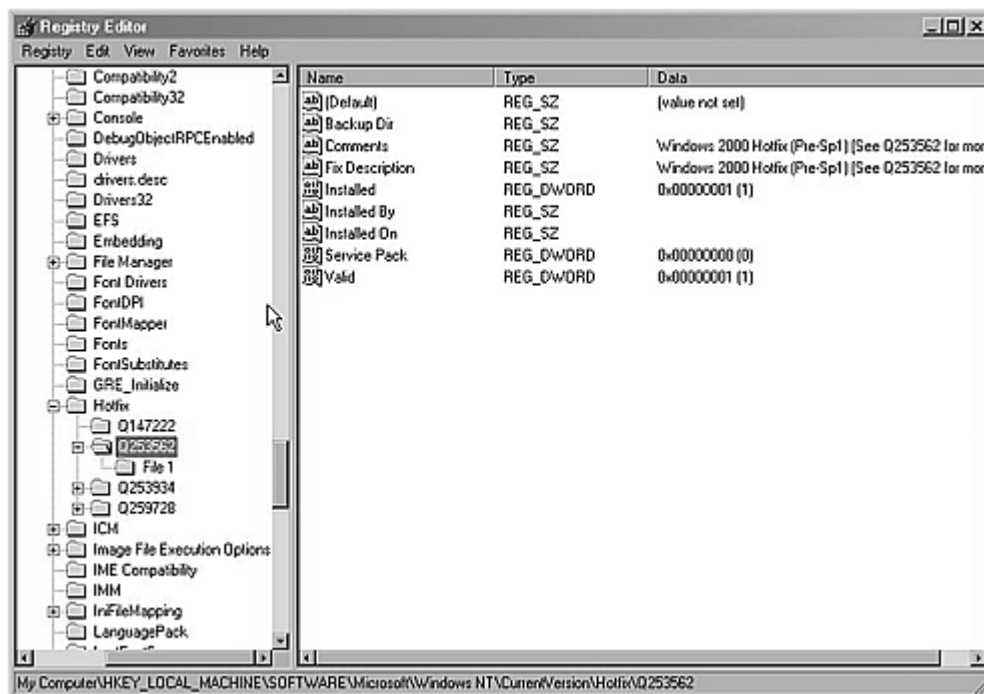 Registry Editor
Registry Edit View Favorites Help
Compatibility2
Compatibility32
Console
DebugObjectRPCEnabled
Drivers
drivers.desc
Drivers32
EFS
Embedding
File Manager
Font Drivers
FontDPI
FontMapper
Fonts
FontSubstitutes
GRE_Initialize
Hotfix
Q147222
Q253562
File 1
Q253934
Q259728
ICM
Image File Execution Options
IME Compatibility
IMM
IniFileMapping
LanguagePack
Name Type Data
(Default) REG_SZ (value not set)
Backup Dir REG_SZ
Comments REG_SZ Windows 2000 Hotfix (Pre-Sp1) [See Q253562 for mor
Fix Description REG_SZ Windows 2000 Hotfix (Pre-Sp1) [See Q253562 for mor
Installed REG_DWORD 0x00000001 (1)
Installed By REG_SZ
Installed On REG_SZ
Service Pack REG_DWORD 0x00000000 (0)
Valid REG_DWORD 0x00000001 (1)
My Computer\HKEY_LOCAL_MACHINE\SOFTWARE\Microsoft\Windows NT\CurrentVersion\Hotfix\Q253562